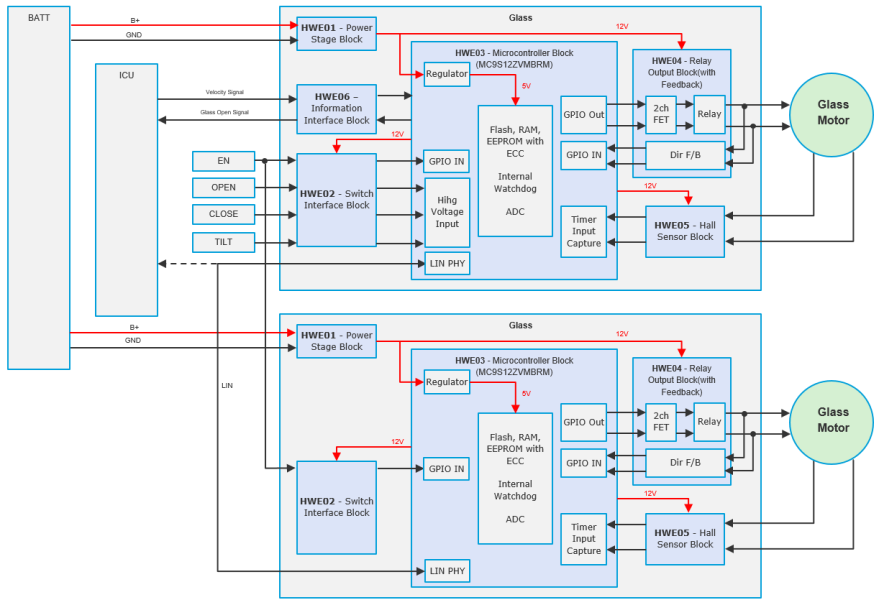 BATT
B+
GND
ICU
Velocity Signal
Glass Open Signal
EN
OPEN
CLOSE
TILT
Glass
HWE01 - Power
Stage Block
12V
HWE03 - Microcontroller Block
(MC9S12ZVMBRM)
HWE04 - Relay
Output Block(with
Feedback)
Regulator
5V
HWE06 –
Information
Interface Block
12V
HWE02 - Switch
Interface Block
GPIO IN
Hihg
Voltage
Input
LIN PHY
Flash, RAM,
EEPROM with
ECC
Internal
Watchdog
ADC
GPIO Out
GPIO IN
Timer
Input
Capture
2ch
FET
Relay
Dir F/B
12V
HWE05 - Hall
Sensor Block
Glass
Motor
B+
GND
LIN
Glass
HWE01 - Power
Stage Block
12V
HWE03 - Microcontroller Block
(MC9S12ZVMBRM)
HWE04 - Relay
Output Block(with
Feedback)
Regulator
5V
12V
HWE02 - Switch
Interface Block
GPIO IN
LIN PHY
Flash, RAM,
EEPROM with
ECC
Internal
Watchdog
ADC
GPIO Out
GPIO IN
Timer
Input
Capture
2ch
FET
Relay
Dir F/B
12V
HWE05 - Hall
Sensor Block
Glass
Motor